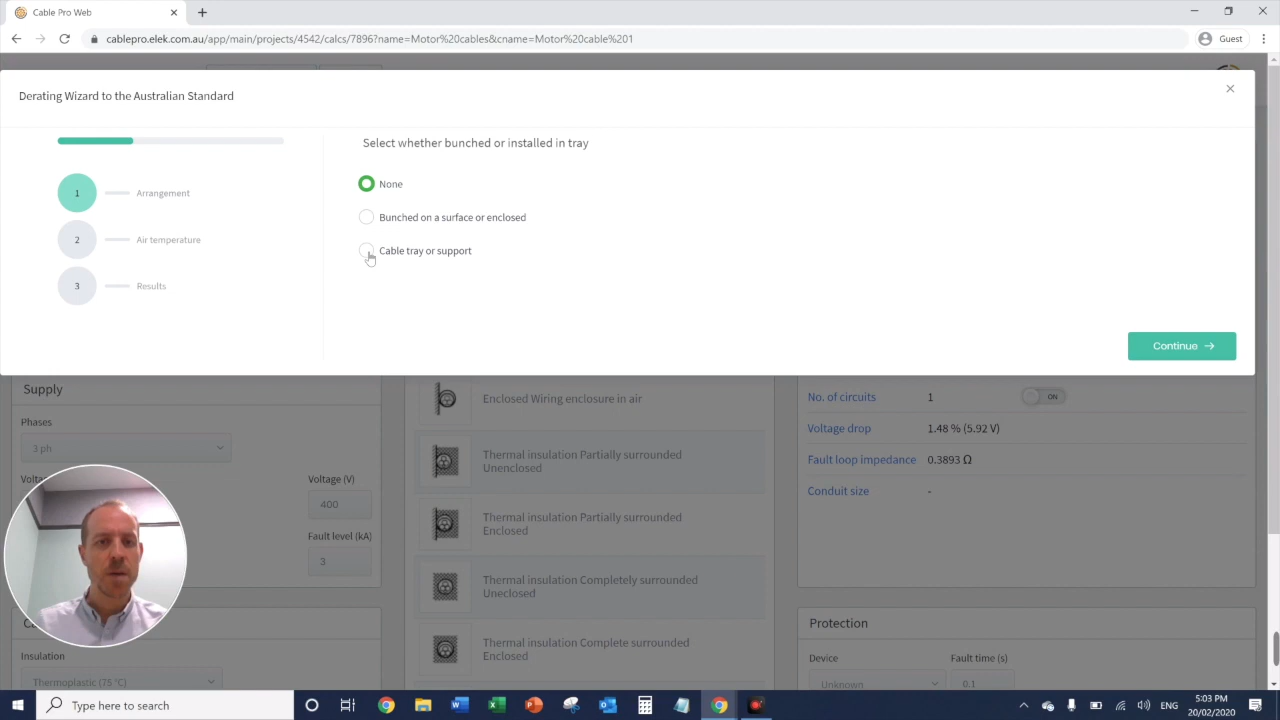 Cable Pro Web
cablepro.elek.com.au/app/main/projects/4542/calcs/7896?name=Motor%20cables&cname=Motor%20cable%201
Guest
Derating Wizard to the Australian Standard
Select whether bunched or installed in tray
None
1
Arrangement
Bunched on a surface or enclosed
2
Air temperature
Cable tray or support
3
Results
Continue
Supply
Enclosed Wiring enclosure in air
No. of circuits
1
ON
Phases
Voltage drop
1.48 % (5.92 V)
3 ph
Thermal insulation Partially surrounded
Unenclosed
Fault loop impedance
0.3893 Ω
Voltage (V)
Conduit size
-
400
Thermal insulation Partially surrounded
Enclosed
Fault level (kA)
3
Thermal insulation Completely surrounded
Uneclosed
Protection
Thermal insulation Complete surrounded
Enclosed
Insulation
Device
Fault time (s)
Thermoplastic (75 °C)
Unknown
0.1
Type here to search
ENG
5:03 PM
20/02/2020